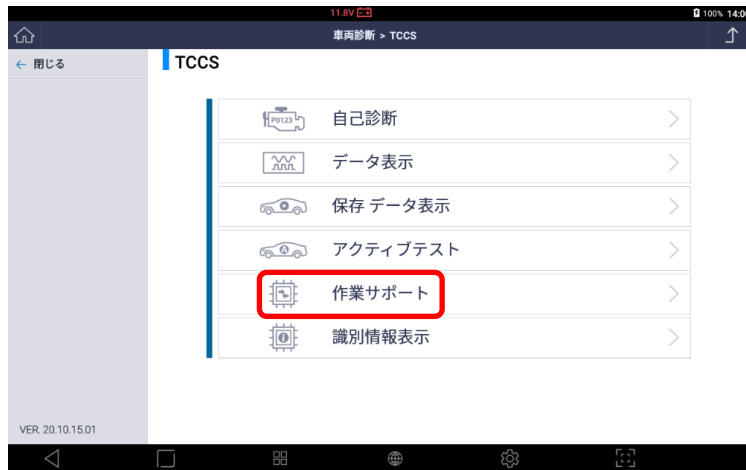 11.8V
100% 14:0
車両診断 > TCCS
← 閉じる
TCCS
P0123
自己診断
データ表示
保存 データ表示
A
アクティブテスト
作業サポート
識別情報表示
VER. 20.10.15.01